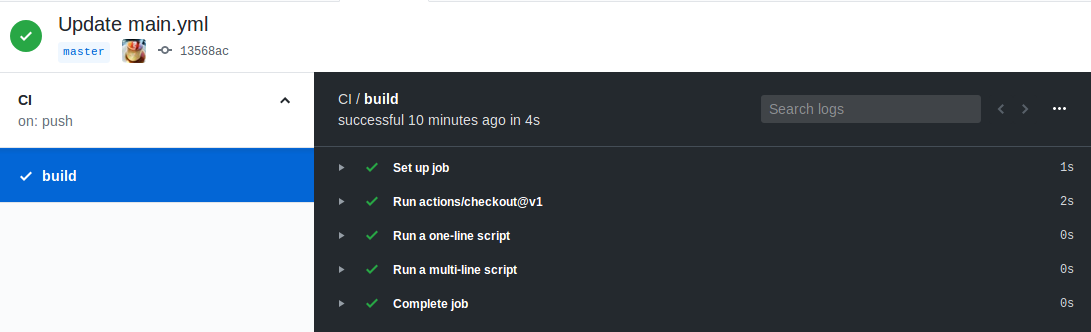 Update main.yml
master 13568ac
CI
on: push
build
CI / build
successful 10 minutes ago in 4s
Search logs
Set up job 1s
Run actions/checkout@v1 2s
Run a one-line script 0s
Run a multi-line script 0s
Complete job 0s